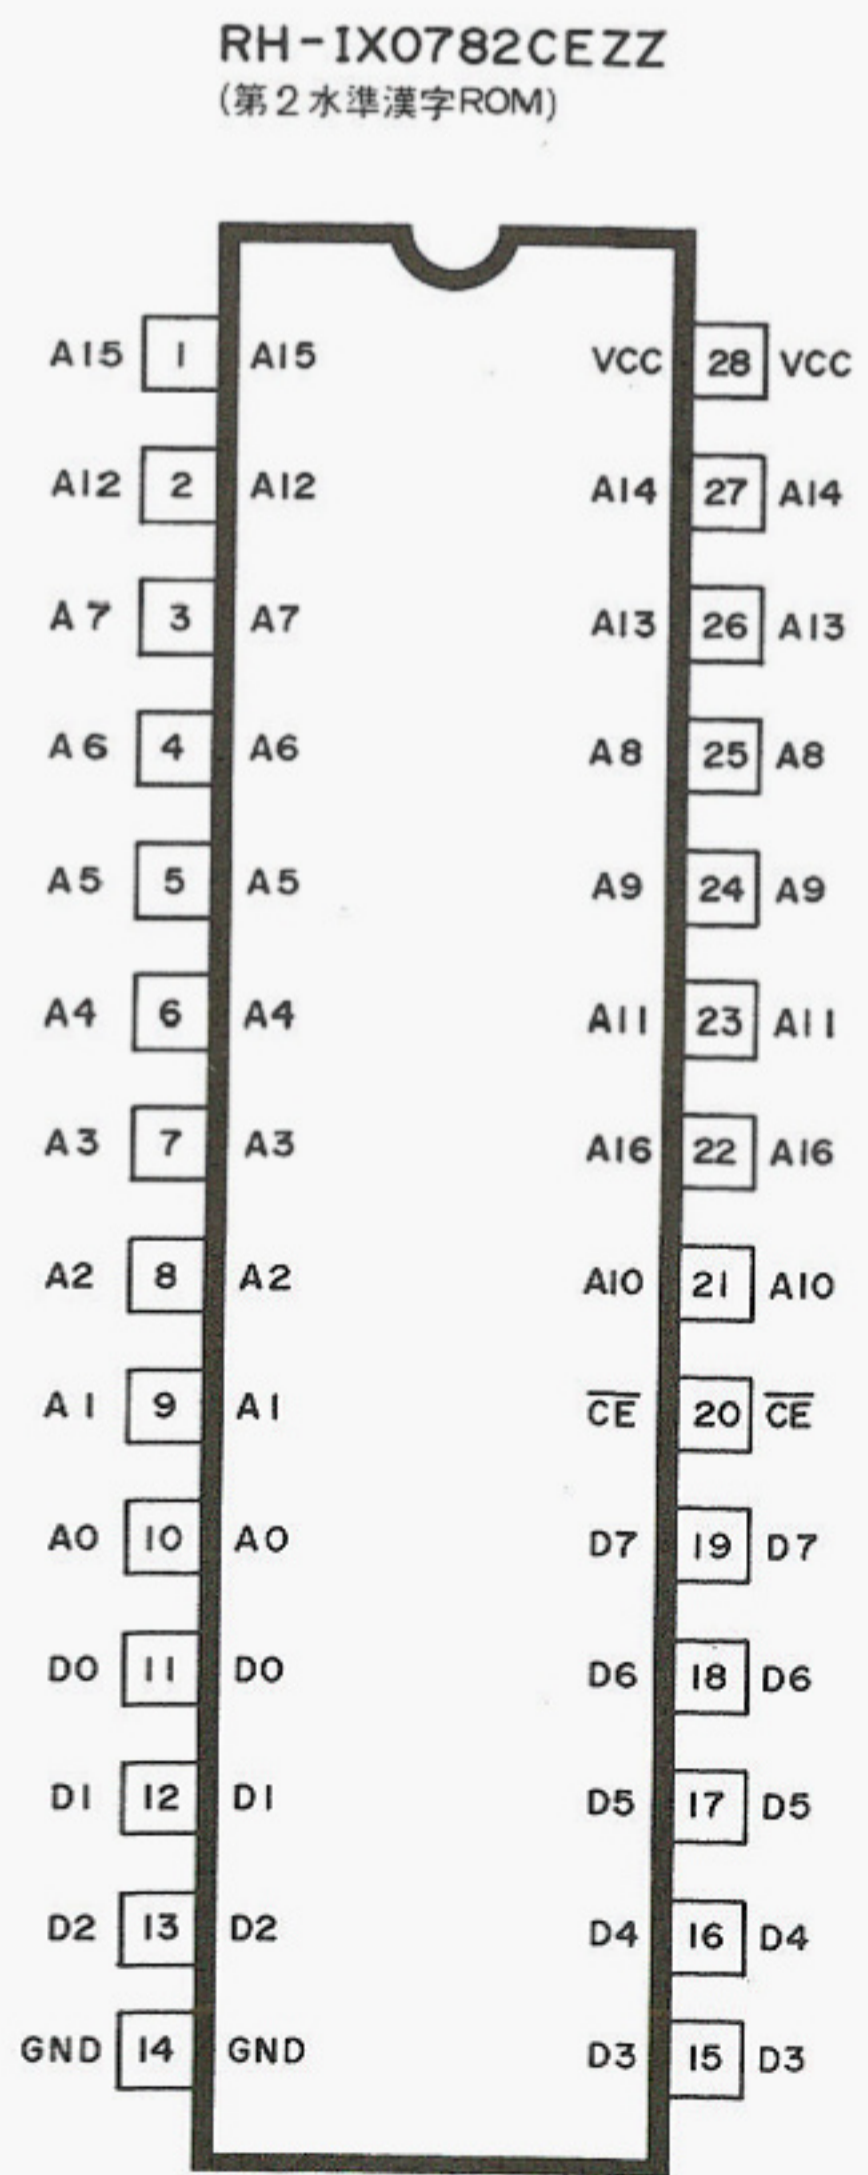 RH-IX0782CEZZ
(第2水準漢字ROM)
A15 1 A15 VCC 28 VCC
A12 2 A12 A14 27 A14
A7 3 A7 A13 26 A13
A6 4 A6 A8 25 A8
A5 5 A5 A9 24 A9
A4 6 A4 A11 23 A11
A3 7 A3 A16 22 A16
A2 8 A2 A10 21 A10
A1 9 A1 C̅E̅ 20 C̅E̅
A0 10 A0 D7 19 D7
D0 11 D0 D6 18 D6
D1 12 D1 D5 17 D5
D2 13 D2 D4 16 D4
GND 14 GND D3 15 D3